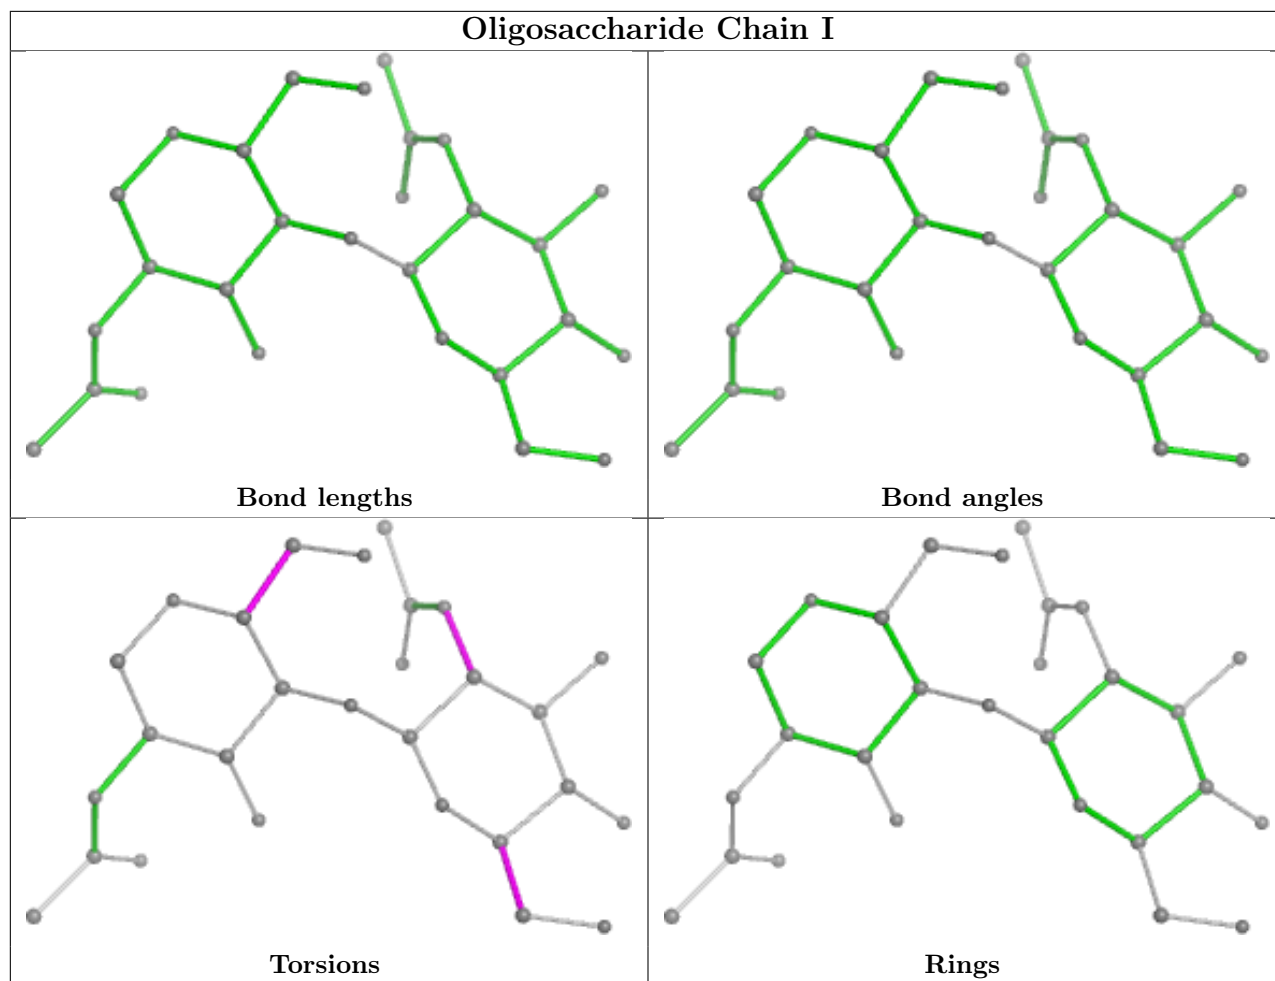 Oligosaccharide Chain I
Bond lengths
Bond angles
Torsions
Rings